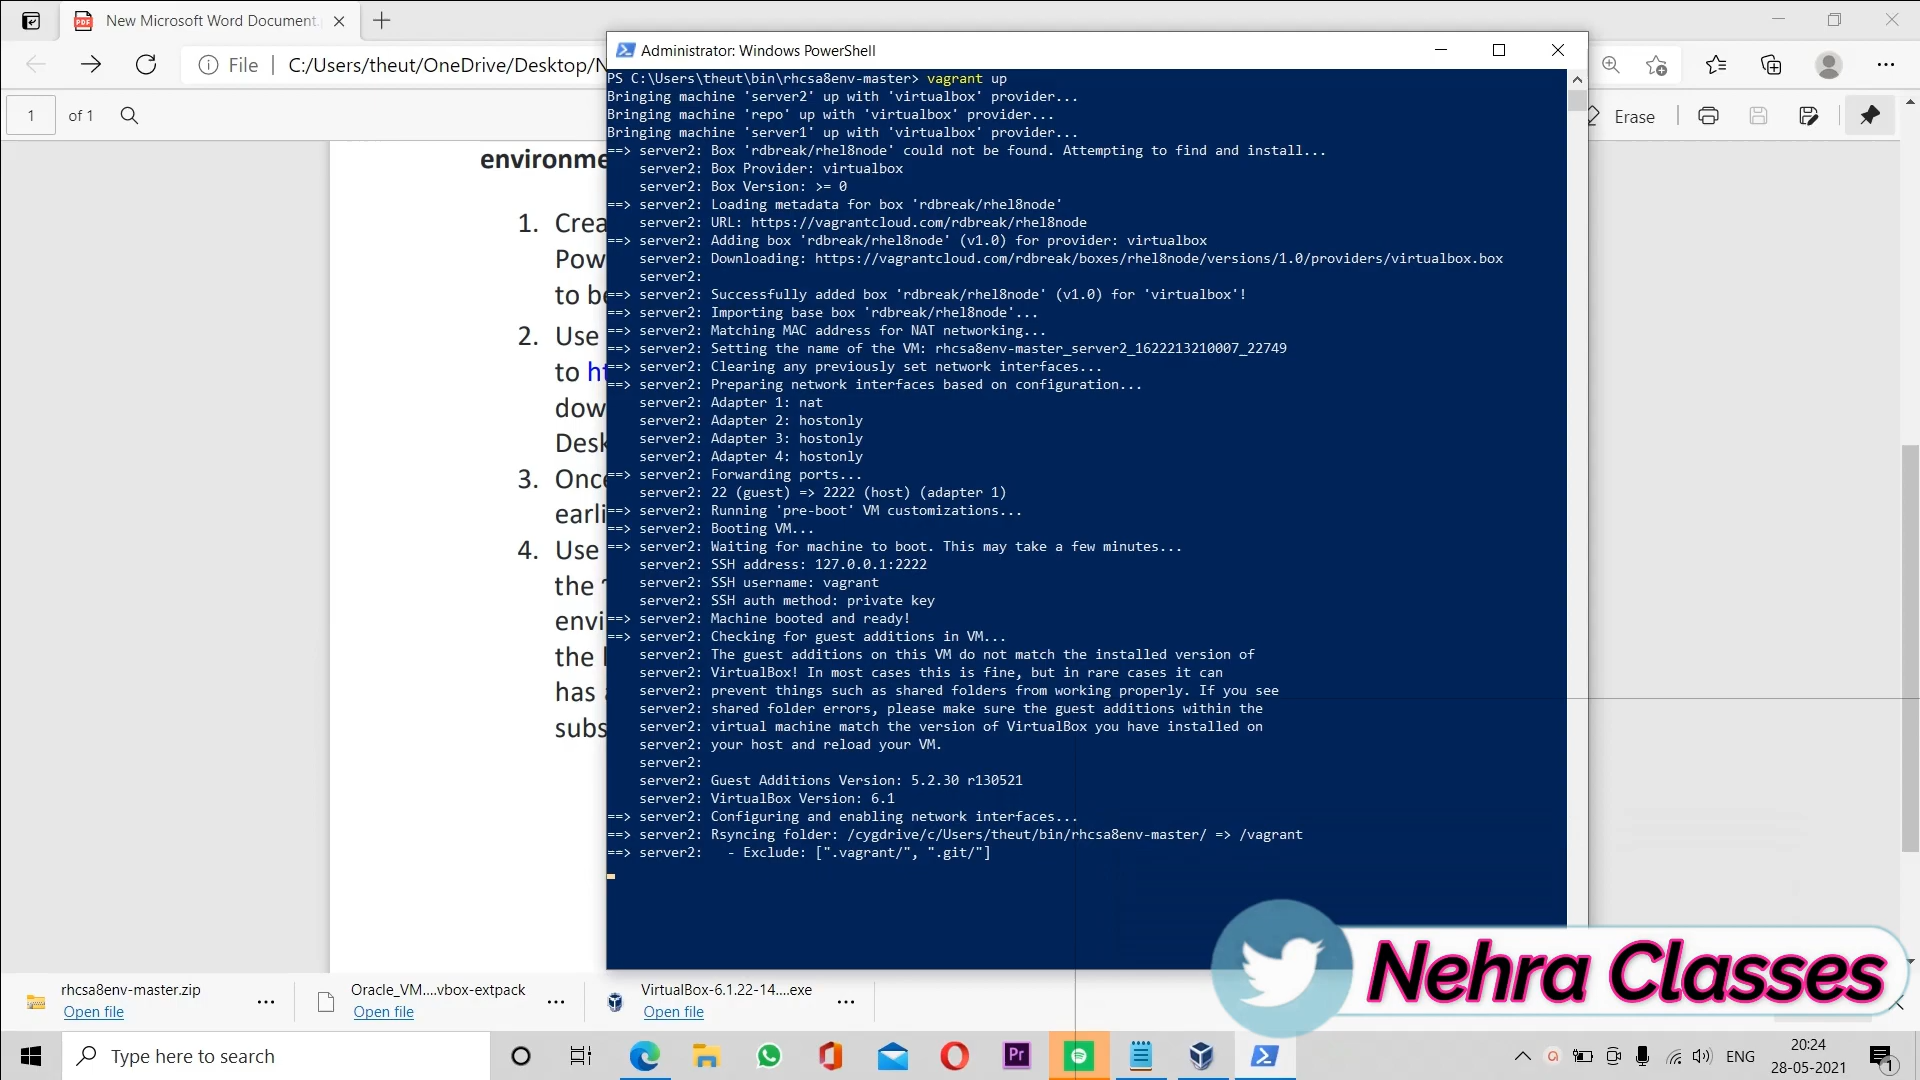 New Microsoft Word Document.
File
C:/Users/theut/OneDrive/Desktop/N
1 of 1
Erase
environme
1. Crea
Pow
to be
2. Use
to ht
dow
Desk
3. Once
earli
4. Use
the
envi
the
has
subs
Administrator: Windows PowerShell
PS C:\Users\theut\bin\rhcsa8env-master> vagrant up
Bringing machine 'server2' up with 'virtualbox' provider...
Bringing machine 'repo' up with 'virtualbox' provider...
Bringing machine 'server1' up with 'virtualbox' provider...
==> server2: Box 'rdbreak/rhel8node' could not be found. Attempting to find and install...
server2: Box Provider: virtualbox
server2: Box Version: >= 0
==> server2: Loading metadata for box 'rdbreak/rhel8node'
server2: URL: https://vagrantcloud.com/rdbreak/rhel8node
==> server2: Adding box 'rdbreak/rhel8node' (v1.0) for provider: virtualbox
server2: Downloading: https://vagrantcloud.com/rdbreak/boxes/rhel8node/versions/1.0/providers/virtualbox.box
server2:
==> server2: Successfully added box 'rdbreak/rhel8node' (v1.0) for 'virtualbox'!
==> server2: Importing base box 'rdbreak/rhel8node'...
==> server2: Matching MAC address for NAT networking...
==> server2: Setting the name of the VM: rhcsa8env-master_server2_1622213210007_22749
==> server2: Clearing any previously set network interfaces...
==> server2: Preparing network interfaces based on configuration...
server2: Adapter 1: nat
server2: Adapter 2: hostonly
server2: Adapter 3: hostonly
server2: Adapter 4: hostonly
==> server2: Forwarding ports...
server2: 22 (guest) => 2222 (host) (adapter 1)
==> server2: Running 'pre-boot' VM customizations...
==> server2: Booting VM...
==> server2: Waiting for machine to boot. This may take a few minutes...
server2: SSH address: 127.0.0.1:2222
server2: SSH username: vagrant
server2: SSH auth method: private key
==> server2: Machine booted and ready!
==> server2: Checking for guest additions in VM...
server2: The guest additions on this VM do not match the installed version of
server2: VirtualBox! In most cases this is fine, but in rare cases it can
server2: prevent things such as shared folders from working properly. If you see
server2: shared folder errors, please make sure the guest additions within the
server2: virtual machine match the version of VirtualBox you have installed on
server2: your host and reload your VM.
server2:
server2: Guest Additions Version: 5.2.30 r130521
server2: VirtualBox Version: 6.1
==> server2: Configuring and enabling network interfaces...
==> server2: Rsyncing folder: /cygdrive/c/Users/theut/bin/rhcsa8env-master/ => /vagrant
==> server2:   - Exclude: [".vagrant/", ".git/"]
Nehra Classes
rhcsa8env-master.zip
Open file
Oracle_VM....vbox-extpack
Open file
VirtualBox-6.1.22-14....exe
Open file
Type here to search
ENG
20:24
28-05-2021
1